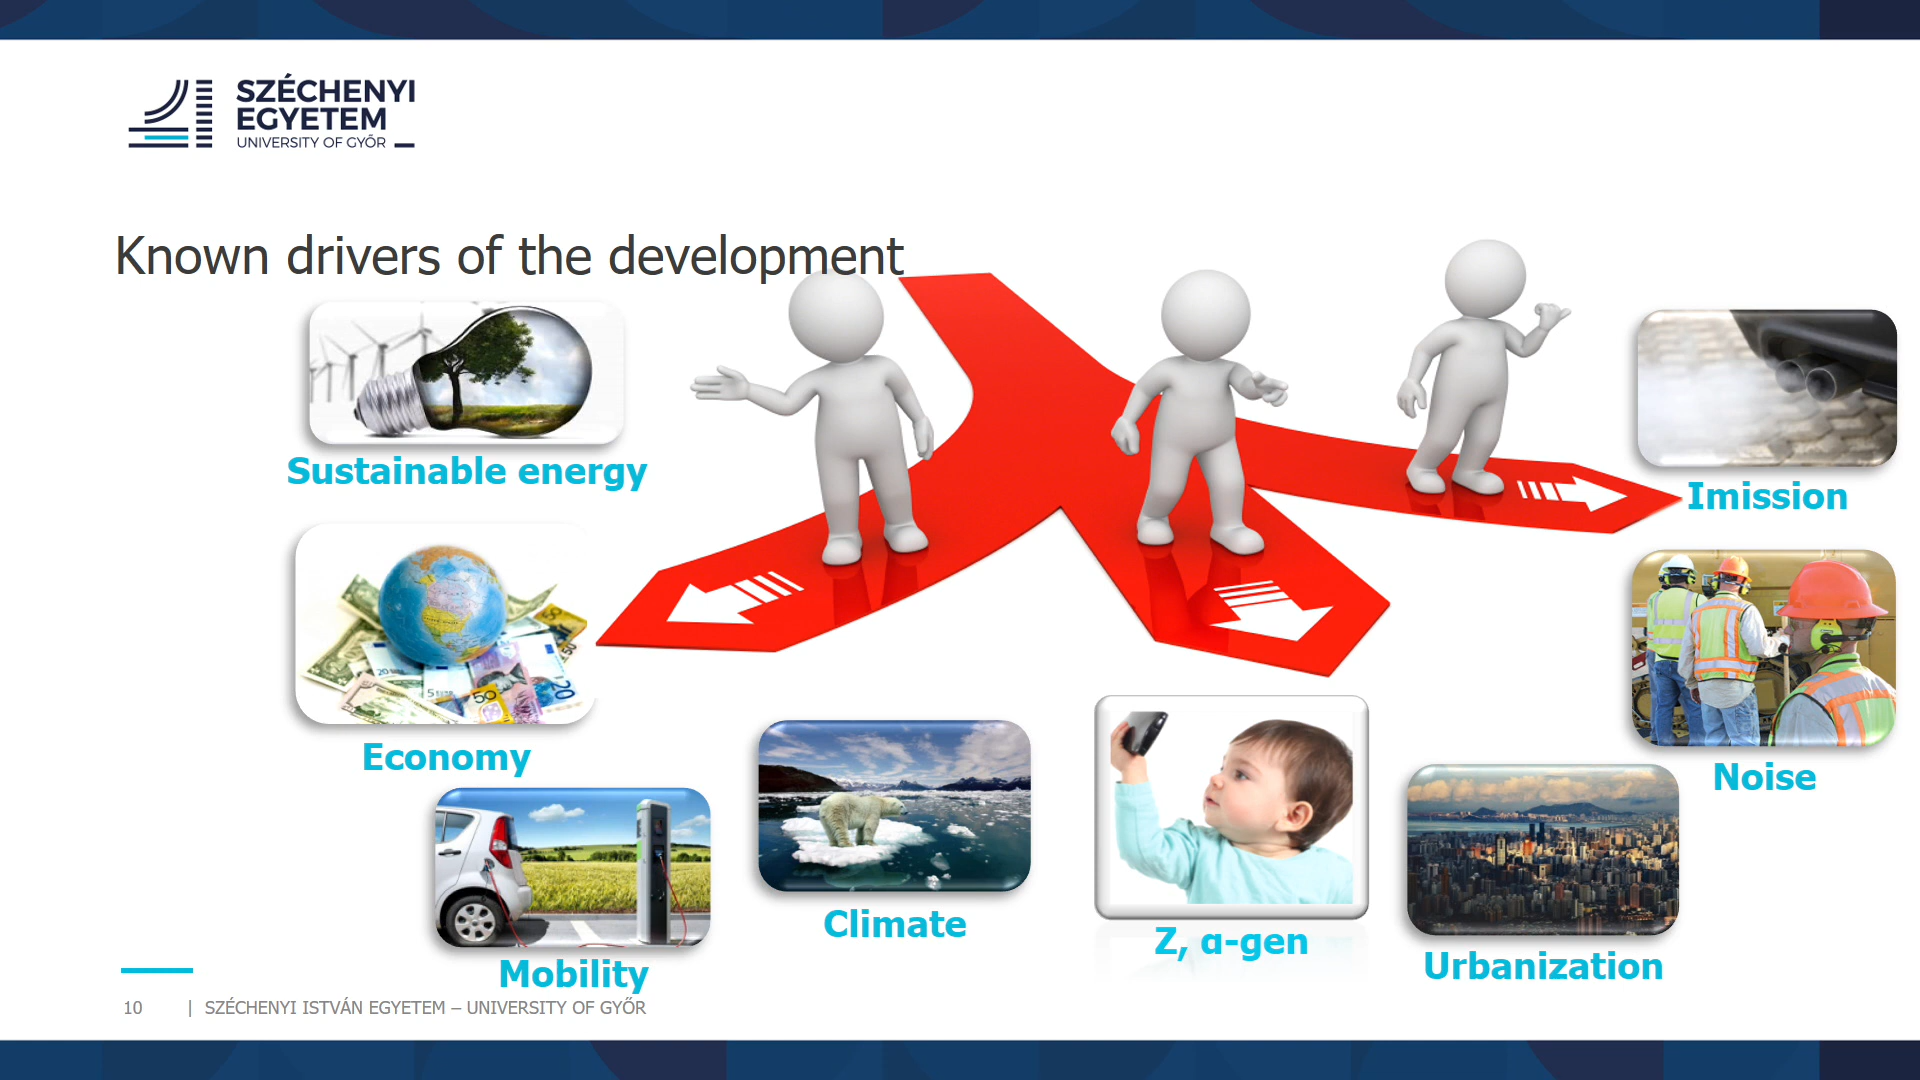 SZÉCHENYI
EGYETEM
UNIVERSITY OF GYŐR
Known drivers of the development
Sustainable energy
Imission
Economy
Noise
Mobility
Climate
Z, α-gen
Urbanization
10 | SZÉCHENYI ISTVÁN EGYETEM – UNIVERSITY OF GYŐR